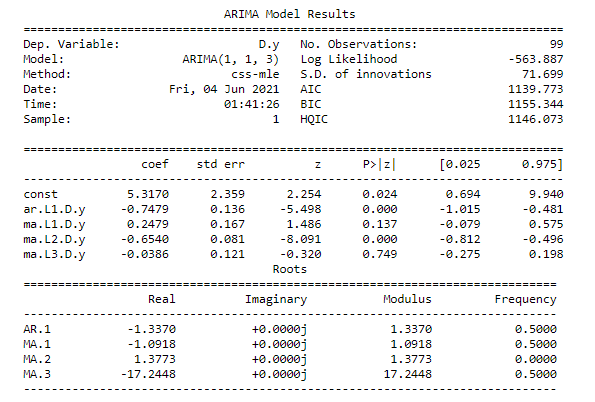 ARIMA Model Results
==============================================================================
Dep. Variable: D.y No. Observations: 99
Model: ARIMA(1, 1, 3) Log Likelihood -563.887
Method: css-mle S.D. of innovations 71.699
Date: Fri, 04 Jun 2021 AIC 1139.773
Time: 01:41:26 BIC 1155.344
Sample: 1 HQIC 1146.073
==============================================================================
coef std err z P>|z| [0.025 0.975]
------------------------------------------------------------------------------
const 5.3170 2.359 2.254 0.024 0.694 9.940
ar.L1.D.y -0.7479 0.136 -5.498 0.000 -1.015 -0.481
ma.L1.D.y 0.2479 0.167 1.486 0.137 -0.079 0.575
ma.L2.D.y -0.6540 0.081 -8.091 0.000 -0.812 -0.496
ma.L3.D.y -0.0386 0.121 -0.320 0.749 -0.275 0.198
Roots
=============================================================================
Real Imaginary Modulus Frequency
-----------------------------------------------------------------------------
AR.1 -1.3370 +0.0000j 1.3370 0.5000
MA.1 -1.0918 +0.0000j 1.0918 0.5000
MA.2 1.3773 +0.0000j 1.3773 0.0000
MA.3 -17.2448 +0.0000j 17.2448 0.5000
-----------------------------------------------------------------------------